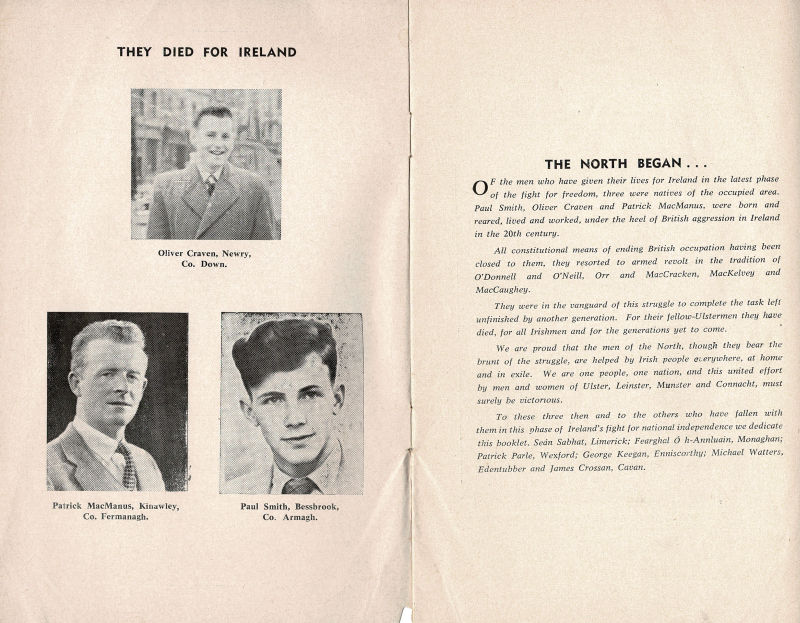 THEY DIED FOR IRELAND
Oliver Craven, Newry,
Co. Down.
Patrick MacManus, Kinawley,
Co. Fermanagh.
Paul Smith, Bessbrook,
Co. Armagh.
THE NORTH BEGAN . . .
OF the men who have given their lives for Ireland in the latest phase
of the fight for freedom, three were natives of the occupied area.
Paul Smith, Oliver Craven and Patrick MacManus, were born and
reared, lived and worked, under the heel of British aggression in Ireland
in the 20th century.
All constitutional means of ending British occupation having been
closed to them, they resorted to armed revolt in the tradition of
O'Donnell and O'Neill, Orr and MacCracken, MacKelvey and
MacCaughey.
They were in the vanguard of this struggle to complete the task left
unfinished by another generation. For their fellow-Ulstermen they have
died, for all Irishmen and for the generations yet to come.
We are proud that the men of the North, though they bear the
brunt of the struggle, are helped by Irish people everywhere, at home
and in exile. We are one people, one nation, and this united effort
by men and women of Ulster, Leinster, Munster and Connacht, must
surely be victorious.
To these three then and to the others who have fallen with
them in this phase of Ireland's fight for national independence we dedicate
this booklet. Seán Sabhat, Limerick; Fearghal Ó h-Annluain, Monaghan;
Patrick Parle, Wexford; George Keegan, Enniscorthy; Michael Watters,
Edentubber and James Crossan, Cavan.